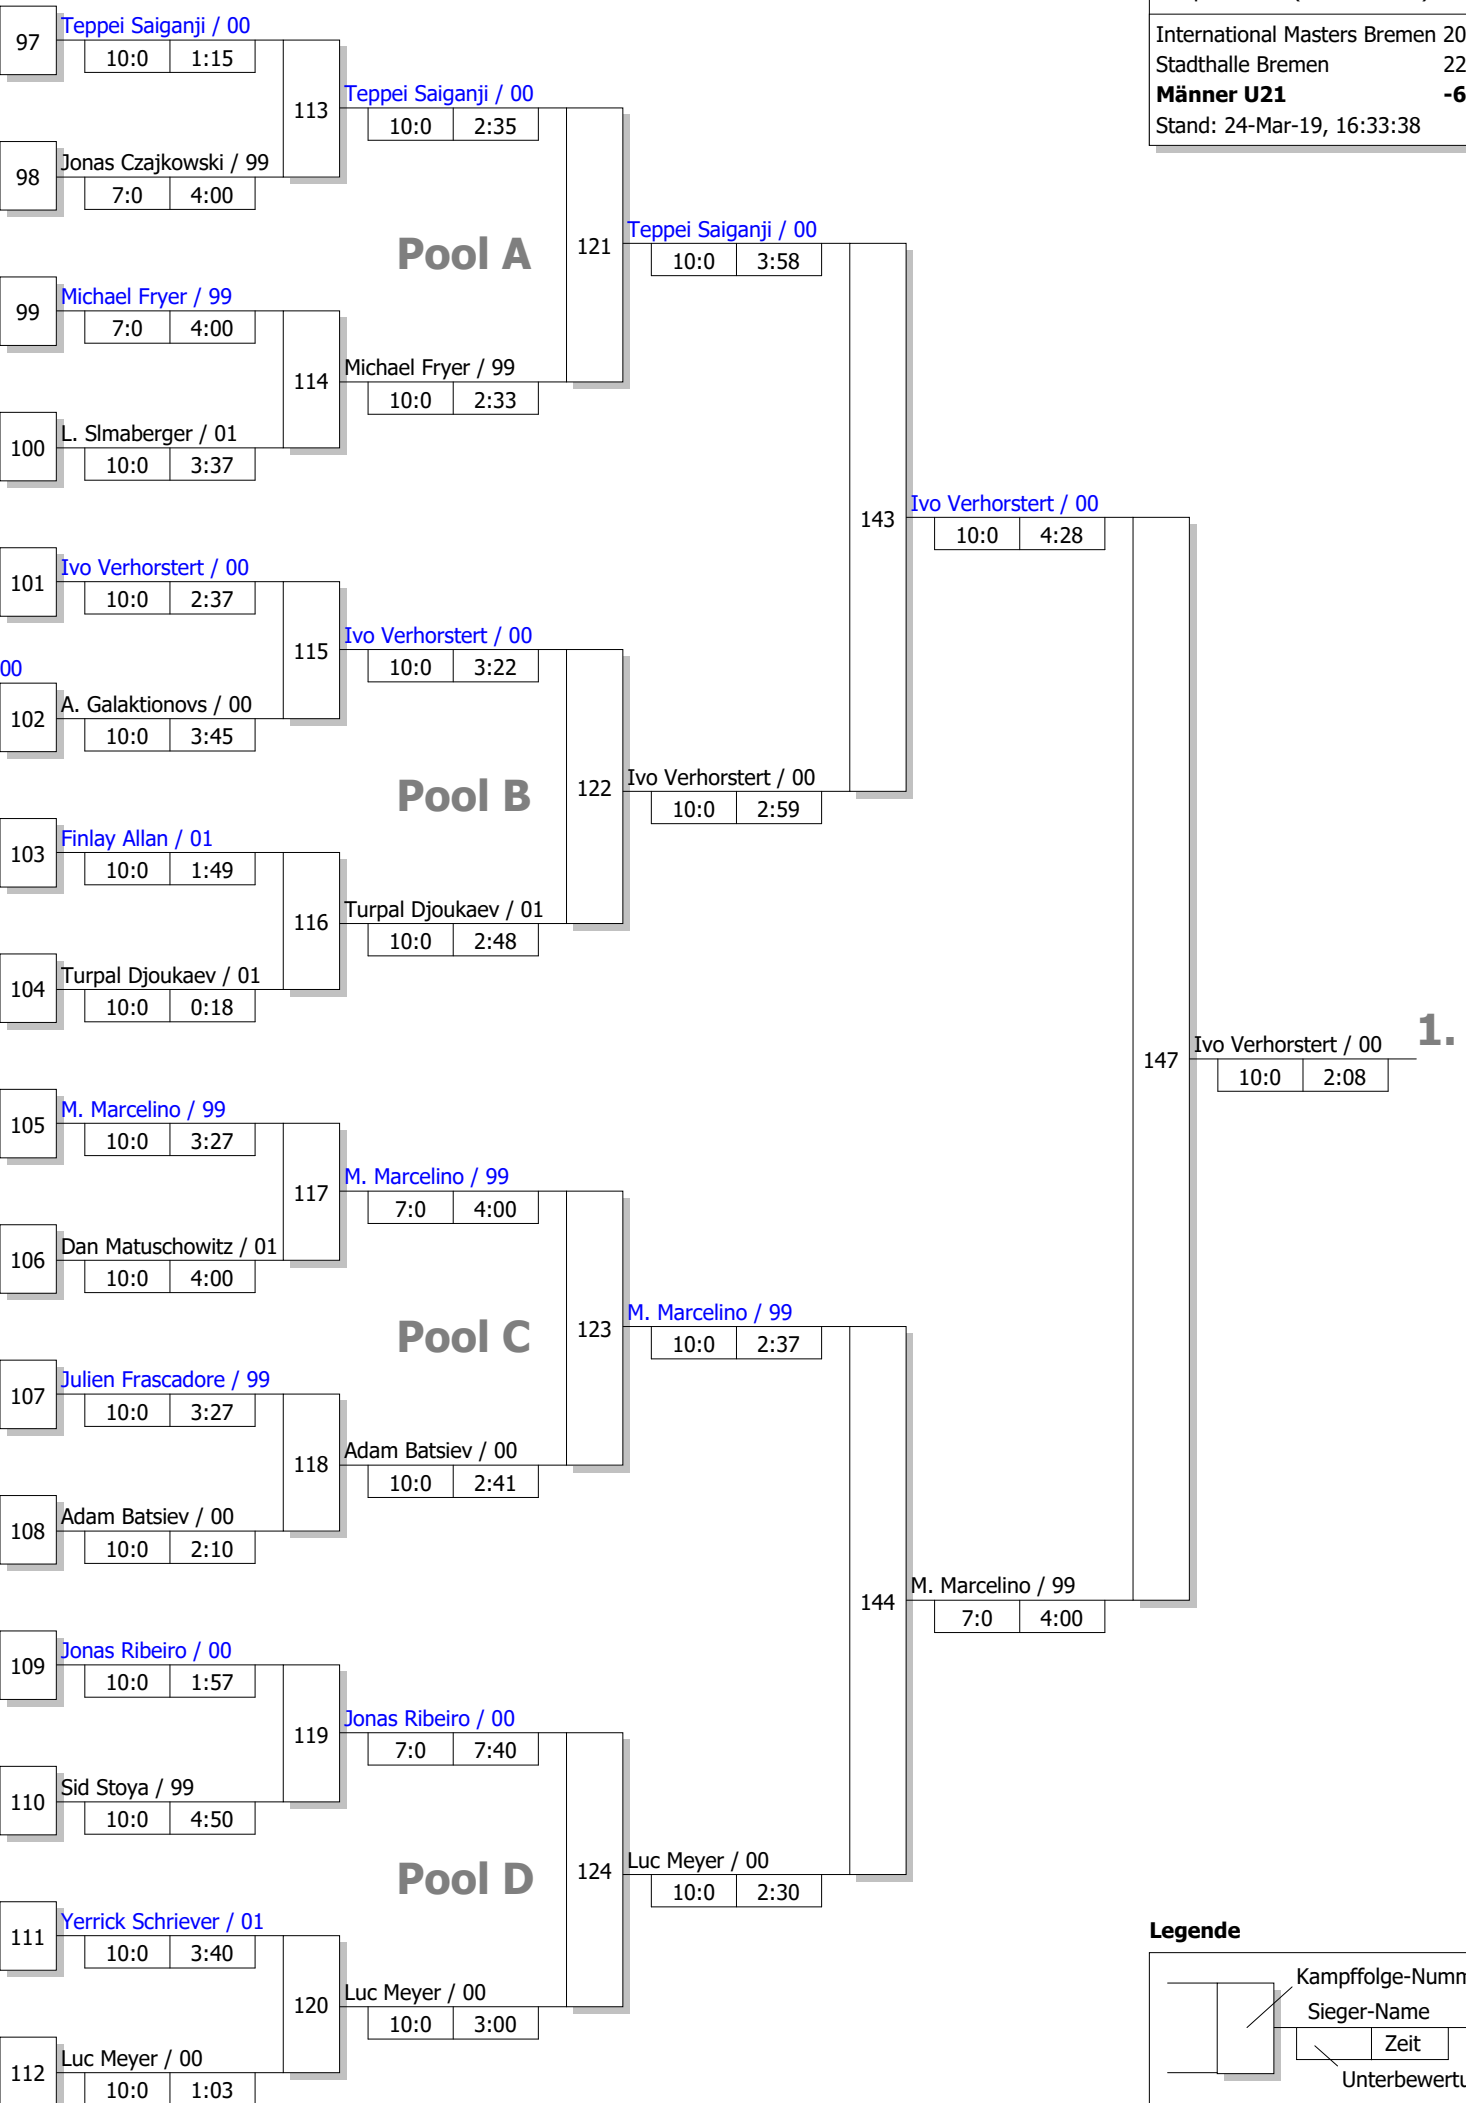 International Masters Bremen 20
Stadthalle Bremen 22
Männer U21 -6
Stand: 24-Mar-19, 16:33:38
97
Teppei Saiganji / 00
10:0 1:15
98
Jonas Czajkowski / 99
7:0 4:00
99
Michael Fryer / 99
7:0 4:00
100
L. Slmaberger / 01
10:0 3:37
101
Ivo Verhorstert / 00
10:0 2:37
00
102
A. Galaktionovs / 00
10:0 3:45
103
Finlay Allan / 01
10:0 1:49
104
Turpal Djoukaev / 01
10:0 0:18
105
M. Marcelino / 99
10:0 3:27
106
Dan Matuschowitz / 01
10:0 4:00
107
Julien Frascadore / 99
10:0 3:27
108
Adam Batsiev / 00
10:0 2:10
109
Jonas Ribeiro / 00
10:0 1:57
110
Sid Stoya / 99
10:0 4:50
111
Yerrick Schriever / 01
10:0 3:40
112
Luc Meyer / 00
10:0 1:03
113
Teppei Saiganji / 00
10:0 2:35
Pool A
114
Michael Fryer / 99
10:0 2:33
115
Ivo Verhorstert / 00
10:0 3:22
Pool B
116
Turpal Djoukaev / 01
10:0 2:48
117
M. Marcelino / 99
7:0 4:00
Pool C
118
Adam Batsiev / 00
10:0 2:41
119
Jonas Ribeiro / 00
7:0 7:40
Pool D
120
Luc Meyer / 00
10:0 3:00
121
Teppei Saiganji / 00
10:0 3:58
122
Ivo Verhorstert / 00
10:0 2:59
123
M. Marcelino / 99
10:0 2:37
124
Luc Meyer / 00
10:0 2:30
143
Ivo Verhorstert / 00
10:0 4:28
144
M. Marcelino / 99
7:0 4:00
147
Ivo Verhorstert / 00
10:0 2:08
1.
Legende
Kampffolge-Numm
Sieger-Name
Zeit
Unterbewertu